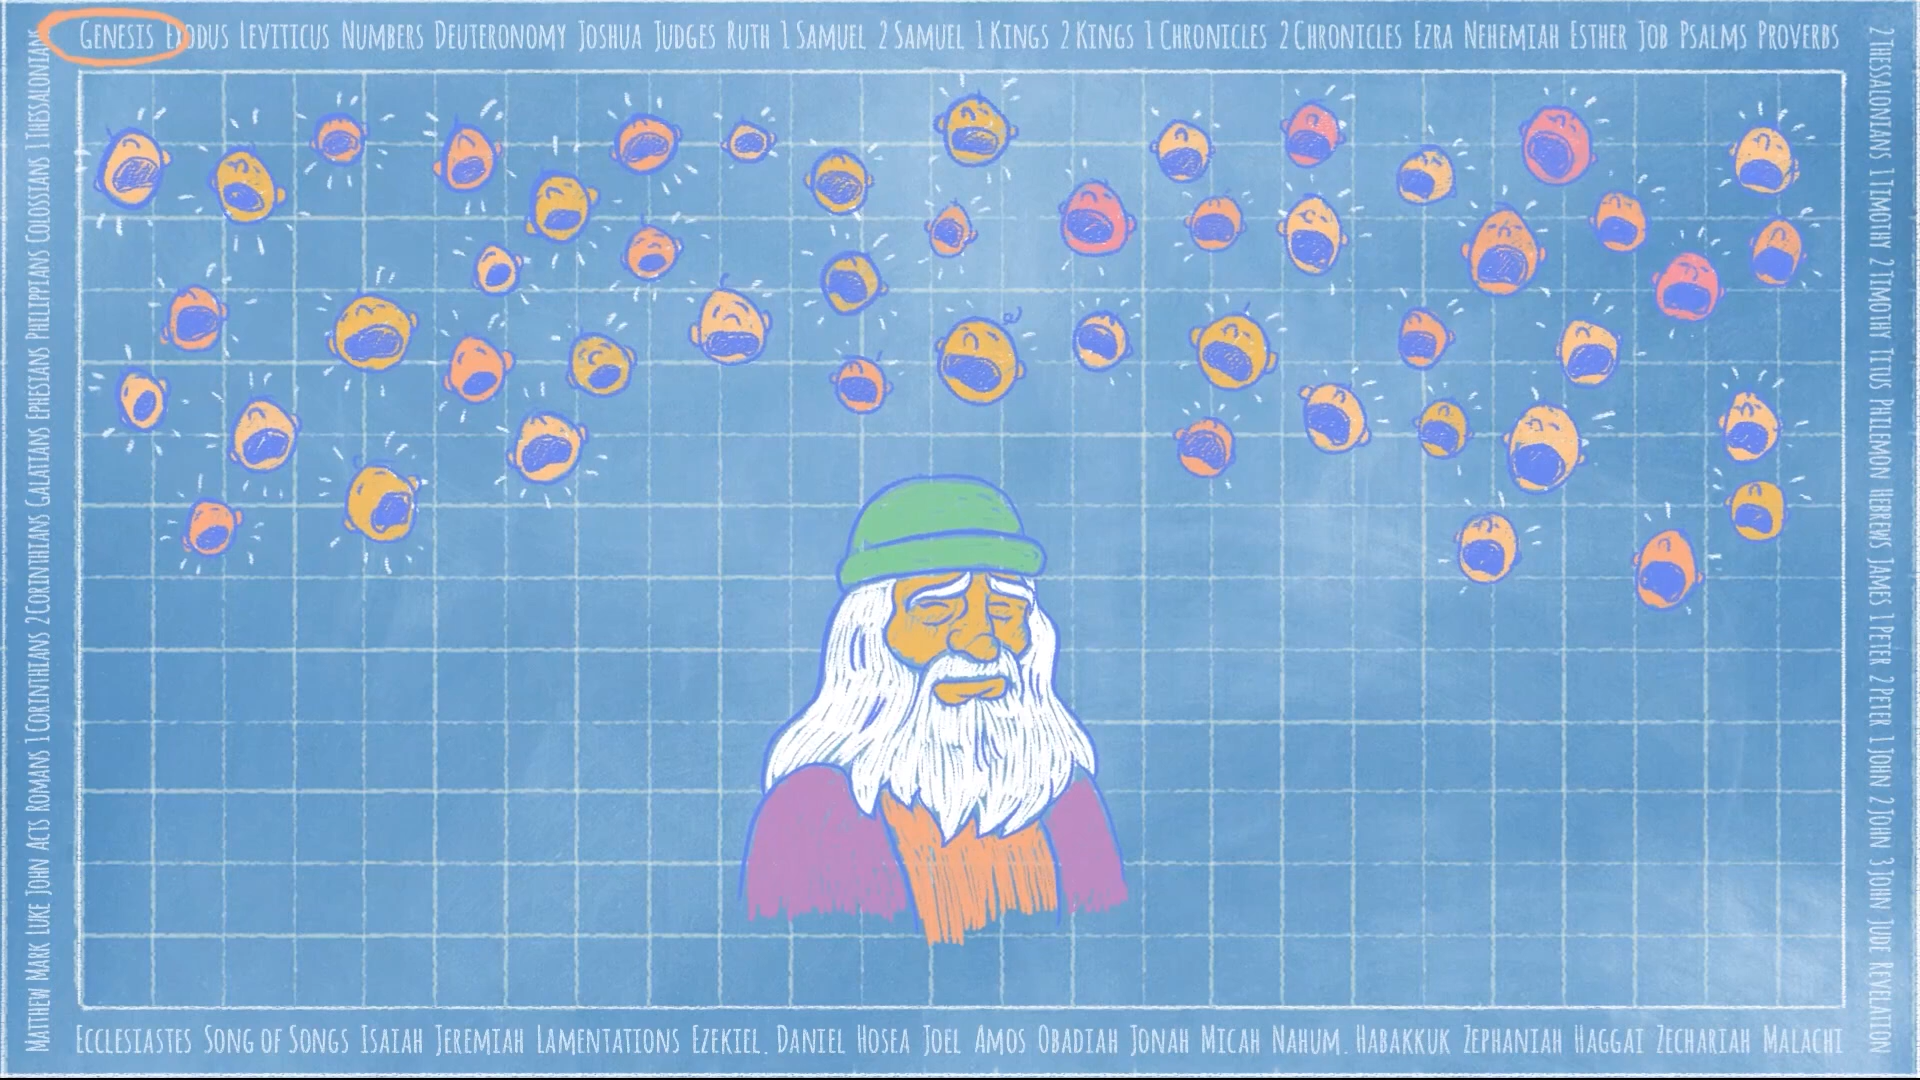 Genesis Exodus Leviticus Numbers Deuteronomy Joshua Judges Ruth 1 Samuel 2 Samuel 1 Kings 2 Kings 1 Chronicles 2 Chronicles Ezra Nehemiah Esther Job Psalms Proverbs
Ecclesiastes Song of Songs Isaiah Jeremiah Lamentations Ezekiel. Daniel Hosea Joel Amos Obadiah Jonah Micah Nahum. Habakkuk Zephaniah Haggai Zechariah Malachi
Matthew Mark Luke John Acts Romans 1 Corinthians 2 Corinthians Galatians Ephesians Philippians Colossians 1 Thessalonians
2 Thessalonians 1 Timothy 2 Timothy Titus Philemon Hebrews James 1 Peter 2 Peter 1 John 2 John 3 John Jude Revelation